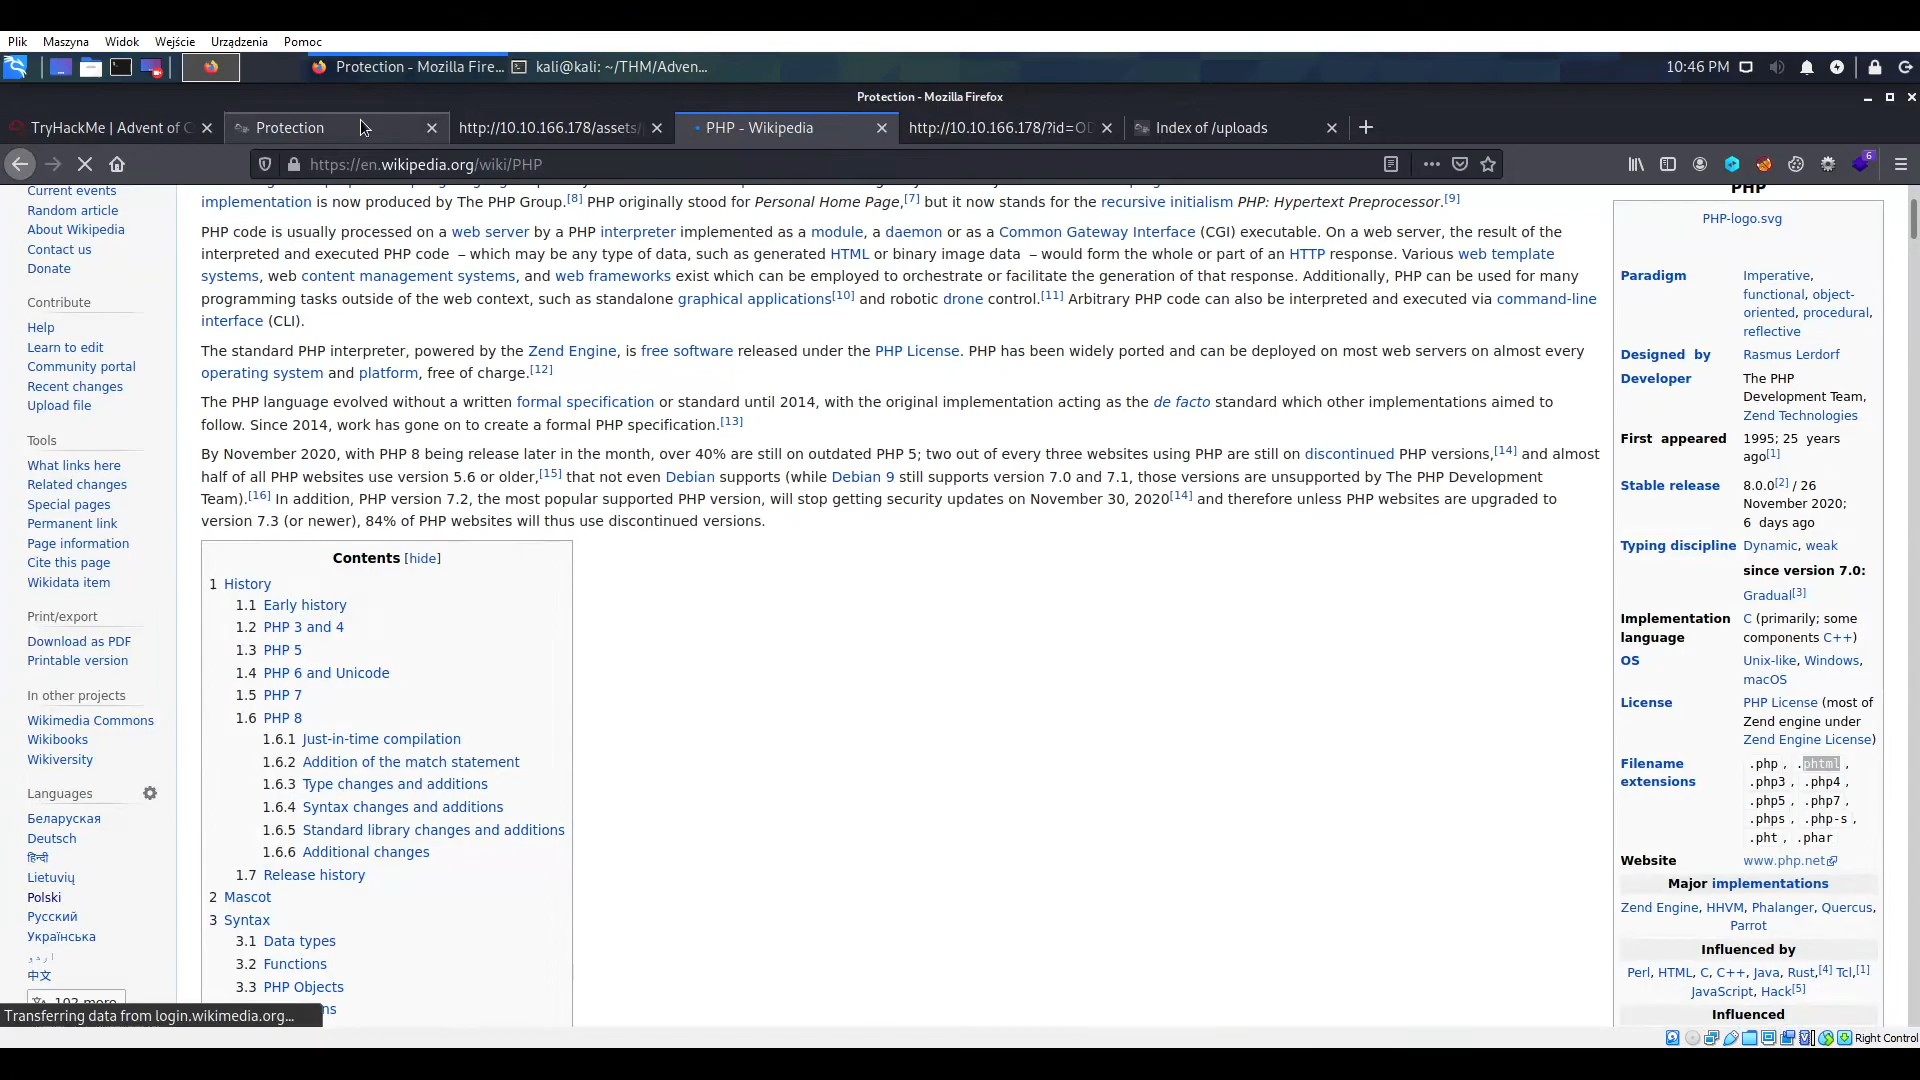 Plik Maszyna Widok Wejście Urządzenia Pomoc
Protection - Mozilla Fire... kali@kali: ~/THM/Adven... 10:46 PM
Protection - Mozilla Firefox
TryHackMe | Advent of C Protection http://10.10.166.178/assets/ PHP - Wikipedia http://10.10.166.178/?id=OD Index of /uploads
https://en.wikipedia.org/wiki/PHP 6
Current events
Random article
About Wikipedia
Contact us
Donate
Contribute
Help
Learn to edit
Community portal
Recent changes
Upload file
Tools
What links here
Related changes
Special pages
Permanent link
Page information
Cite this page
Wikidata item
Print/export
Download as PDF
Printable version
In other projects
Wikimedia Commons
Wikibooks
Wikiversity
Languages
Беларуская
Deutsch
हिन्दी
Lietuvių
Polski
Русский
Українська
اردو
中文
102 more
implementation is now produced by The PHP Group.[8] PHP originally stood for Personal Home Page,[7] but it now stands for the recursive initialism PHP: Hypertext Preprocessor.[9]
PHP code is usually processed on a web server by a PHP interpreter implemented as a module, a daemon or as a Common Gateway Interface (CGI) executable. On a web server, the result of the
interpreted and executed PHP code – which may be any type of data, such as generated HTML or binary image data – would form the whole or part of an HTTP response. Various web template
systems, web content management systems, and web frameworks exist which can be employed to orchestrate or facilitate the generation of that response. Additionally, PHP can be used for many
programming tasks outside of the web context, such as standalone graphical applications[10] and robotic drone control.[11] Arbitrary PHP code can also be interpreted and executed via command-line
interface (CLI).
The standard PHP interpreter, powered by the Zend Engine, is free software released under the PHP License. PHP has been widely ported and can be deployed on most web servers on almost every
operating system and platform, free of charge.[12]
The PHP language evolved without a written formal specification or standard until 2014, with the original implementation acting as the de facto standard which other implementations aimed to
follow. Since 2014, work has gone on to create a formal PHP specification.[13]
By November 2020, with PHP 8 being release later in the month, over 40% are still on outdated PHP 5; two out of every three websites using PHP are still on discontinued PHP versions,[14] and almost
half of all PHP websites use version 5.6 or older,[15] that not even Debian supports (while Debian 9 still supports version 7.0 and 7.1, those versions are unsupported by The PHP Development
Team).[16] In addition, PHP version 7.2, the most popular supported PHP version, will stop getting security updates on November 30, 2020[14] and therefore unless PHP websites are upgraded to
version 7.3 (or newer), 84% of PHP websites will thus use discontinued versions.
Contents [hide]
1 History
1.1 Early history
1.2 PHP 3 and 4
1.3 PHP 5
1.4 PHP 6 and Unicode
1.5 PHP 7
1.6 PHP 8
1.6.1 Just-in-time compilation
1.6.2 Addition of the match statement
1.6.3 Type changes and additions
1.6.4 Syntax changes and additions
1.6.5 Standard library changes and additions
1.6.6 Additional changes
1.7 Release history
2 Mascot
3 Syntax
3.1 Data types
3.2 Functions
3.3 PHP Objects
PHP
PHP-logo.svg
Paradigm Imperative,
functional, object-
oriented, procedural,
reflective
Designed by Rasmus Lerdorf
Developer The PHP
Development Team,
Zend Technologies
First appeared 1995; 25 years
ago[1]
Stable release 8.0.0[2] / 26
November 2020;
6 days ago
Typing discipline Dynamic, weak
since version 7.0:
Gradual[3]
Implementation C (primarily; some
language components C++)
OS Unix-like, Windows,
macOS
License PHP License (most of
Zend engine under
Zend Engine License)
Filename .php , .phtml ,
extensions .php3 , .php4 ,
.php5 , .php7 ,
.phps , .php-s ,
.pht , .phar
Website www.php.net
Major implementations
Zend Engine, HHVM, Phalanger, Quercus,
Parrot
Influenced by
Perl, HTML, C, C++, Java, Rust,[4] Tcl,[1]
JavaScript, Hack[5]
Influenced
Transferring data from login.wikimedia.org...
Right Control